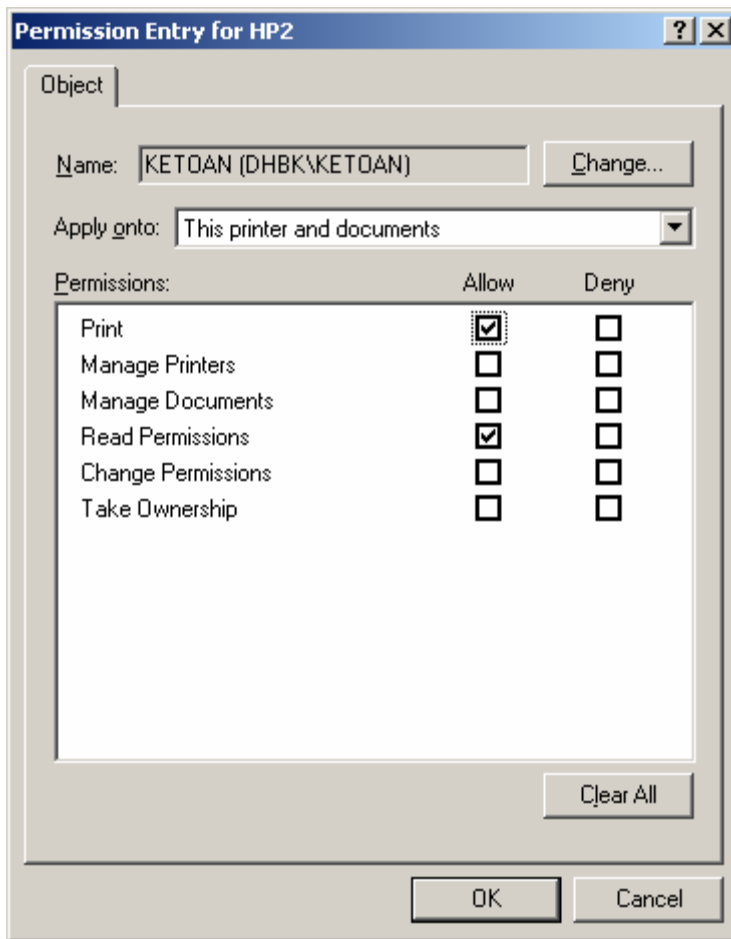 Permission Entry for HP2
Object
Name: KETOAN (DHBK\KETOAN) Change...
Apply onto: This printer and documents
Permissions: Allow Deny
Print
Manage Printers
Manage Documents
Read Permissions
Change Permissions
Take Ownership
Clear All
OK Cancel